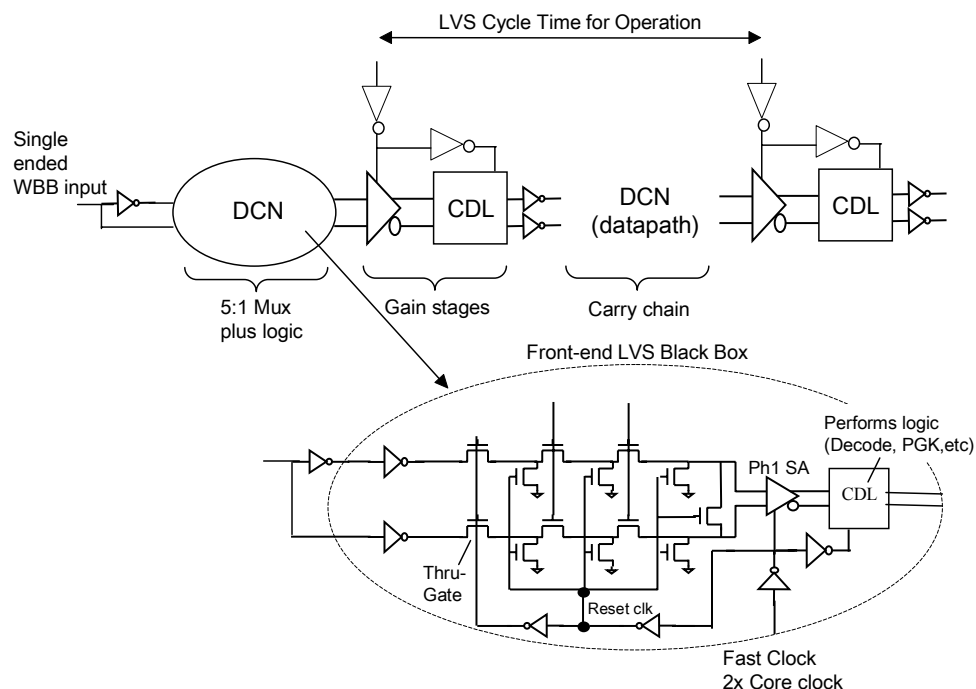 LVS Cycle Time for Operation
Single
ended
WBB input
DCN
CDL
DCN
(datapath)
CDL
5:1 Mux
plus logic
Gain stages
Carry chain
Front-end LVS Black Box
Performs logic
(Decode, PGK,etc)
Ph1 SA
CDL
Thru-
Gate
Reset clk
Fast Clock
2x Core clock